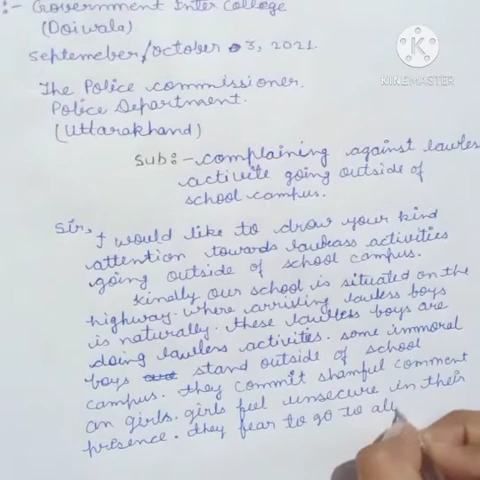 :- Government Inter College
(Doiwala)
septemeber/october 3, 2021.
KINEMASTER
The Police commissioner.
Police Department.
(Uttarakhand)
Sub:- complaining against lawless
activite going outside of
school campus.
Sir,
I would like to drow your kind
attention towards lawless activities
going outside of school campus.
Kindly our school is situated on the
highway. where arriving lawless boys
is naturally. these lawless boys are
doing lawless activities. some immoral
boys stand outside of school
campus. they commit shamful comment
on girls. girls feel unsecure in their
presence. they fear to go to